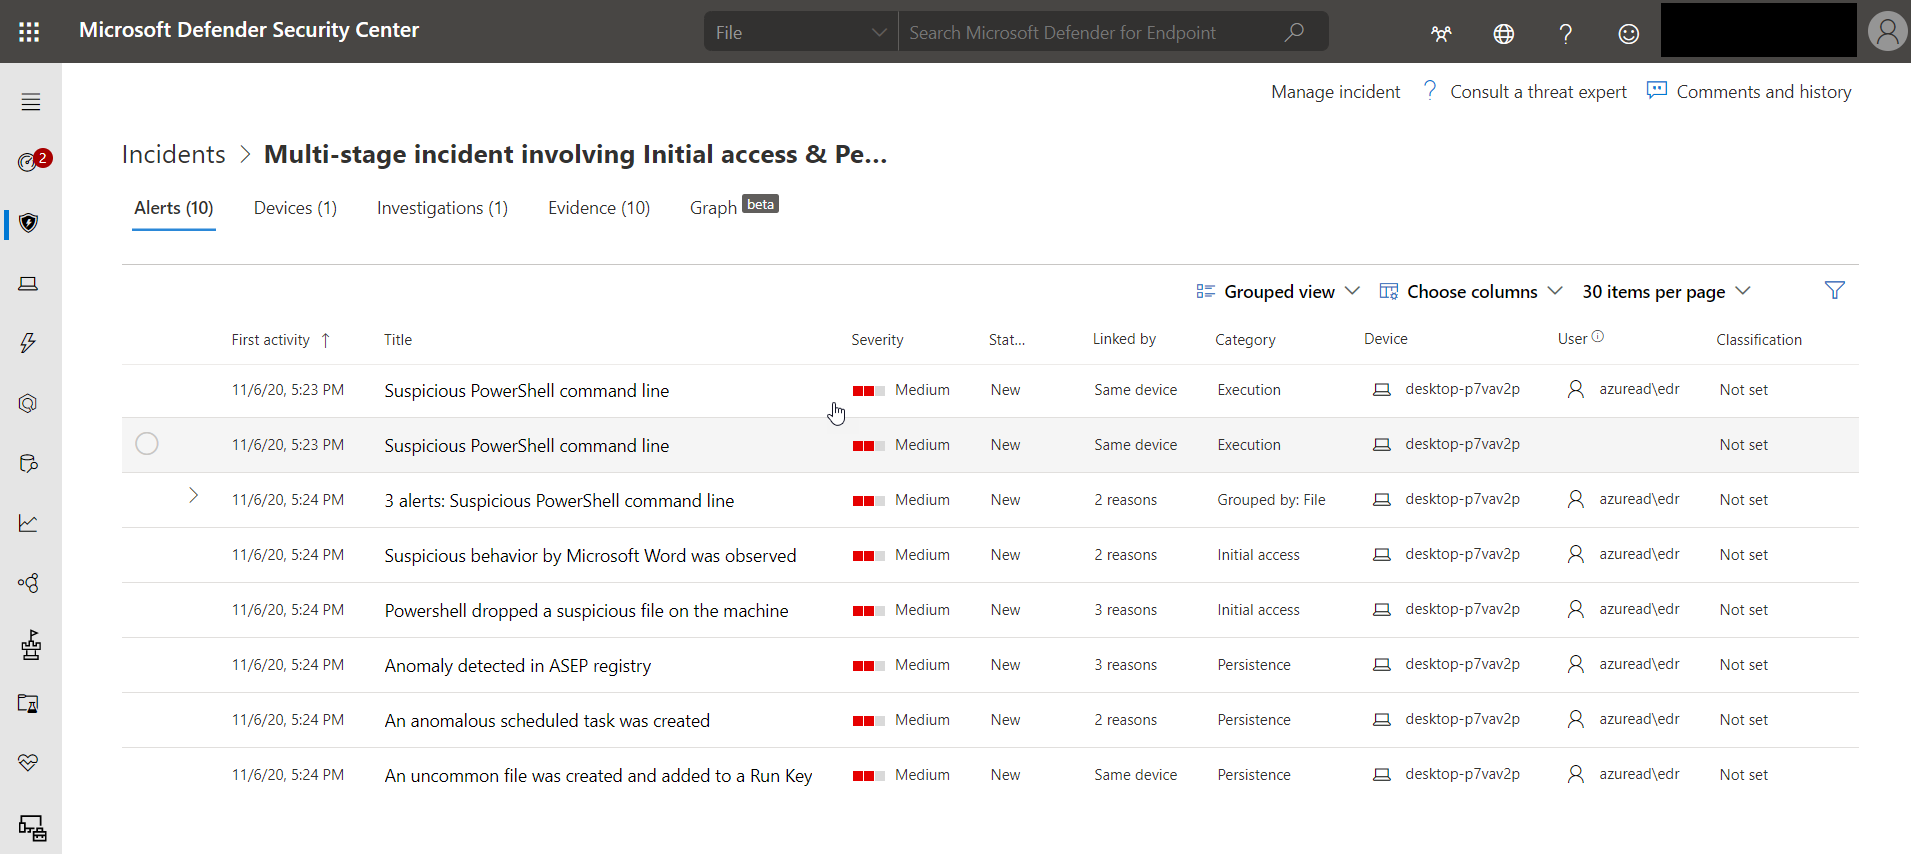 Microsoft Defender Security Center File Search Microsoft Defender for Endpoint
Manage incident ? Consult a threat expert Comments and history
2
Incidents > Multi-stage incident involving Initial access & Pe...
Alerts (10) Devices (1) Investigations (1) Evidence (10) Graph beta
Grouped view Choose columns 30 items per page
First activity ↑ Title Severity Stat... Linked by Category Device User Classification
11/6/20, 5:23 PM Suspicious PowerShell command line Medium New Same device Execution desktop-p7vav2p azuread\edr Not set
11/6/20, 5:23 PM Suspicious PowerShell command line Medium New Same device Execution desktop-p7vav2p Not set
11/6/20, 5:24 PM 3 alerts: Suspicious PowerShell command line Medium New 2 reasons Grouped by: File desktop-p7vav2p azuread\edr Not set
11/6/20, 5:24 PM Suspicious behavior by Microsoft Word was observed Medium New 2 reasons Initial access desktop-p7vav2p azuread\edr Not set
11/6/20, 5:24 PM Powershell dropped a suspicious file on the machine Medium New 3 reasons Initial access desktop-p7vav2p azuread\edr Not set
11/6/20, 5:24 PM Anomaly detected in ASEP registry Medium New 3 reasons Persistence desktop-p7vav2p azuread\edr Not set
11/6/20, 5:24 PM An anomalous scheduled task was created Medium New 2 reasons Persistence desktop-p7vav2p azuread\edr Not set
11/6/20, 5:24 PM An uncommon file was created and added to a Run Key Medium New Same device Persistence desktop-p7vav2p azuread\edr Not set